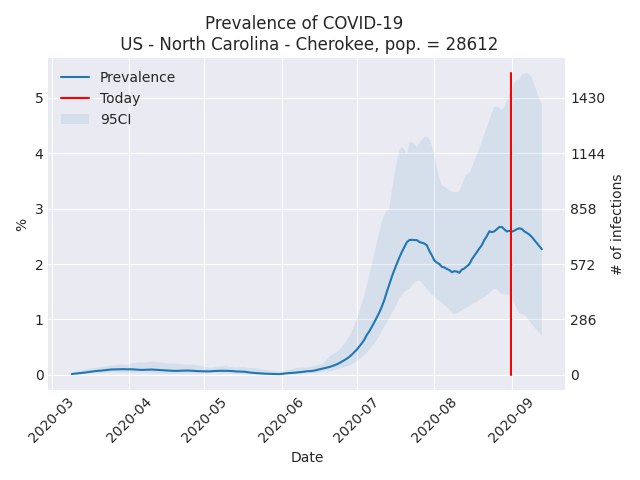 Prevalence of COVID-19
US - North Carolina - Cherokee, pop. = 28612
Prevalence
Today
95CI
5
4
3
2
1
0
%
1430
1144
858
572
286
0
# of infections
2020-03
2020-04
2020-05
2020-06
2020-07
2020-08
2020-09
Date